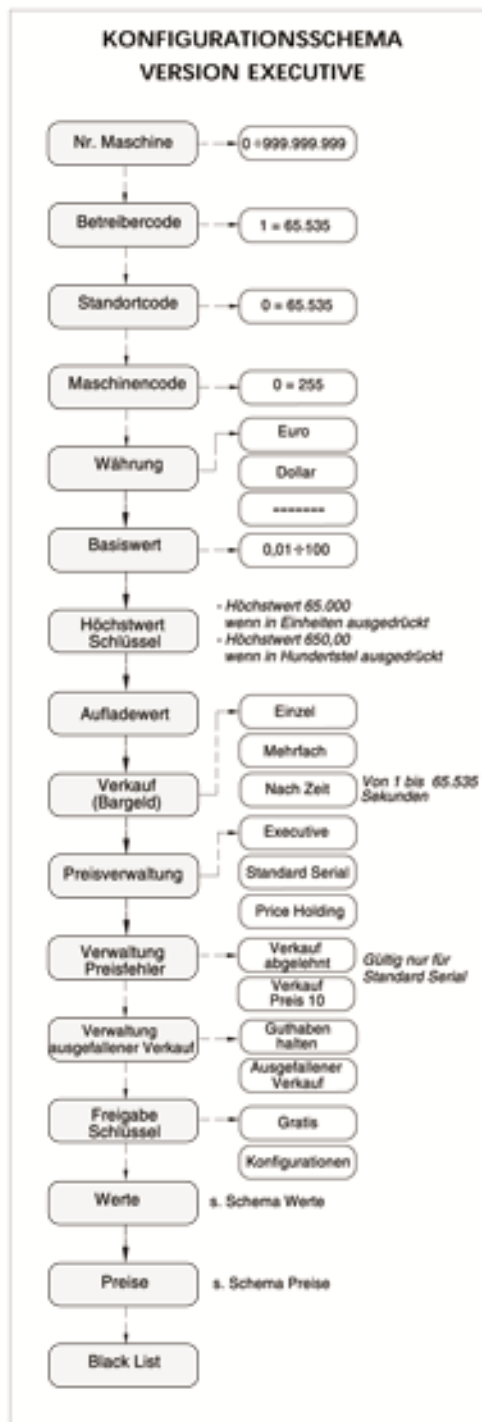 KONFIGURATIONSSCHEMA
VERSION EXECUTIVE
Nr. Maschine
0÷999.999.999
Betreibercode
1 = 65.535
Standortcode
0 = 65.535
Maschinencode
0 = 255
Währung
Euro
Dollar
-------
Basiswert
0,01÷100
Höchstwert
Schlüssel
- Höchstwert 65.000
wenn in Einheiten ausgedrückt
- Höchstwert 650,00
wenn in Hundertstel ausgedrückt
Aufladewert
Verkauf
(Bargeld)
Einzel
Mehrfach
Nach Zeit
Von 1 bis 65.535
Sekunden
Preisverwaltung
Executive
Standard Serial
Price Holding
Verwaltung
Preisfehler
Verkauf
abgelehnt
Verkauf
Preis 10
Gültig nur für
Standard Serial
Verwaltung
ausgefallener Verkauf
Guthaben
halten
Ausgefallener
Verkauf
Freigabe
Schlüssel
Gratis
Konfigurationen
Werte
s. Schema Werte
Preise
s. Schema Preise
Black List